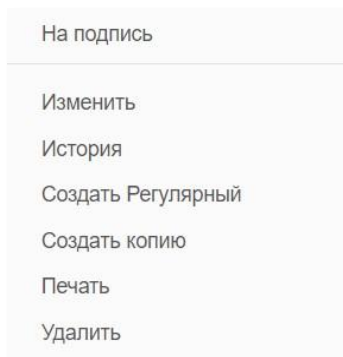 На подпись
Изменить
История
Создать Регулярный
Создать копию
Печать
Удалить